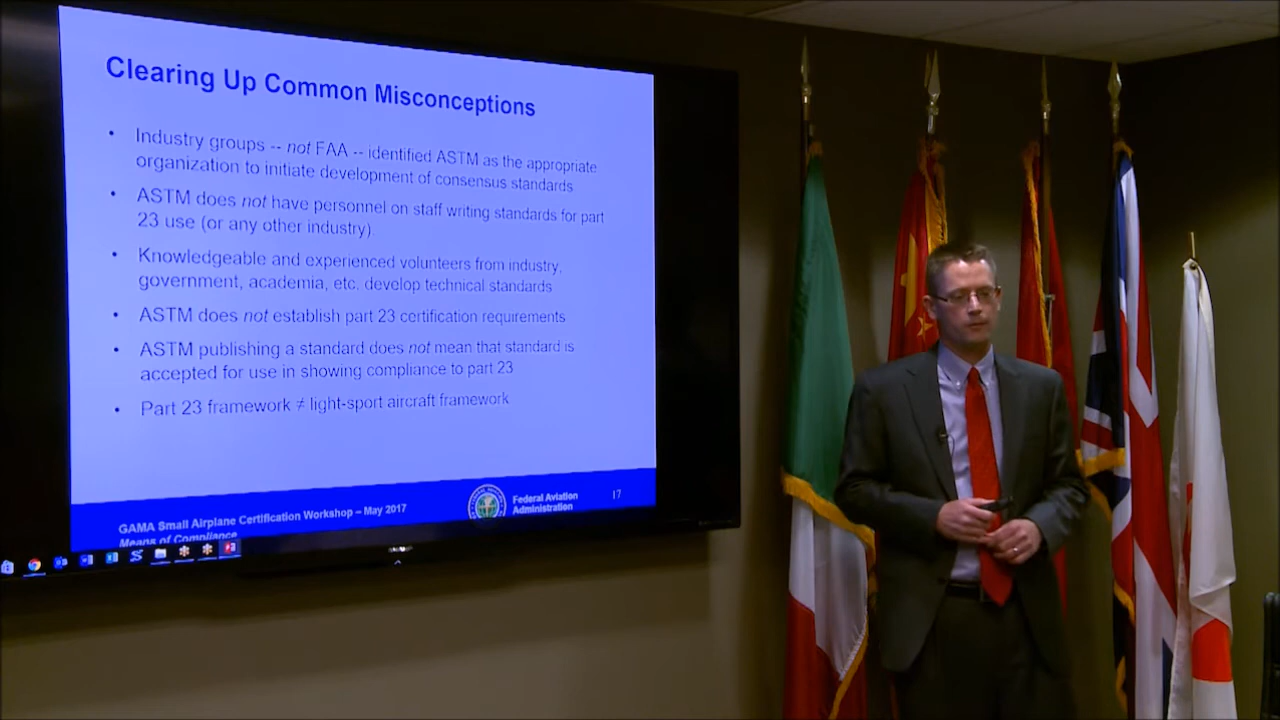 Clearing Up Common Misconceptions
• Industry groups -- not FAA -- identified ASTM as the appropriate
organization to initiate development of consensus standards
• ASTM does not have personnel on staff writing standards for part
23 use (or any other industry)
• Knowledgeable and experienced volunteers from industry,
government, academia, etc. develop technical standards
• ASTM does not establish part 23 certification requirements
• ASTM publishing a standard does not mean that standard is
accepted for use in showing compliance to part 23
• Part 23 framework ≠ light-sport aircraft framework
GAMA Small Airplane Certification Workshop – May 2017
Means of Compliance
Federal Aviation
Administration
17